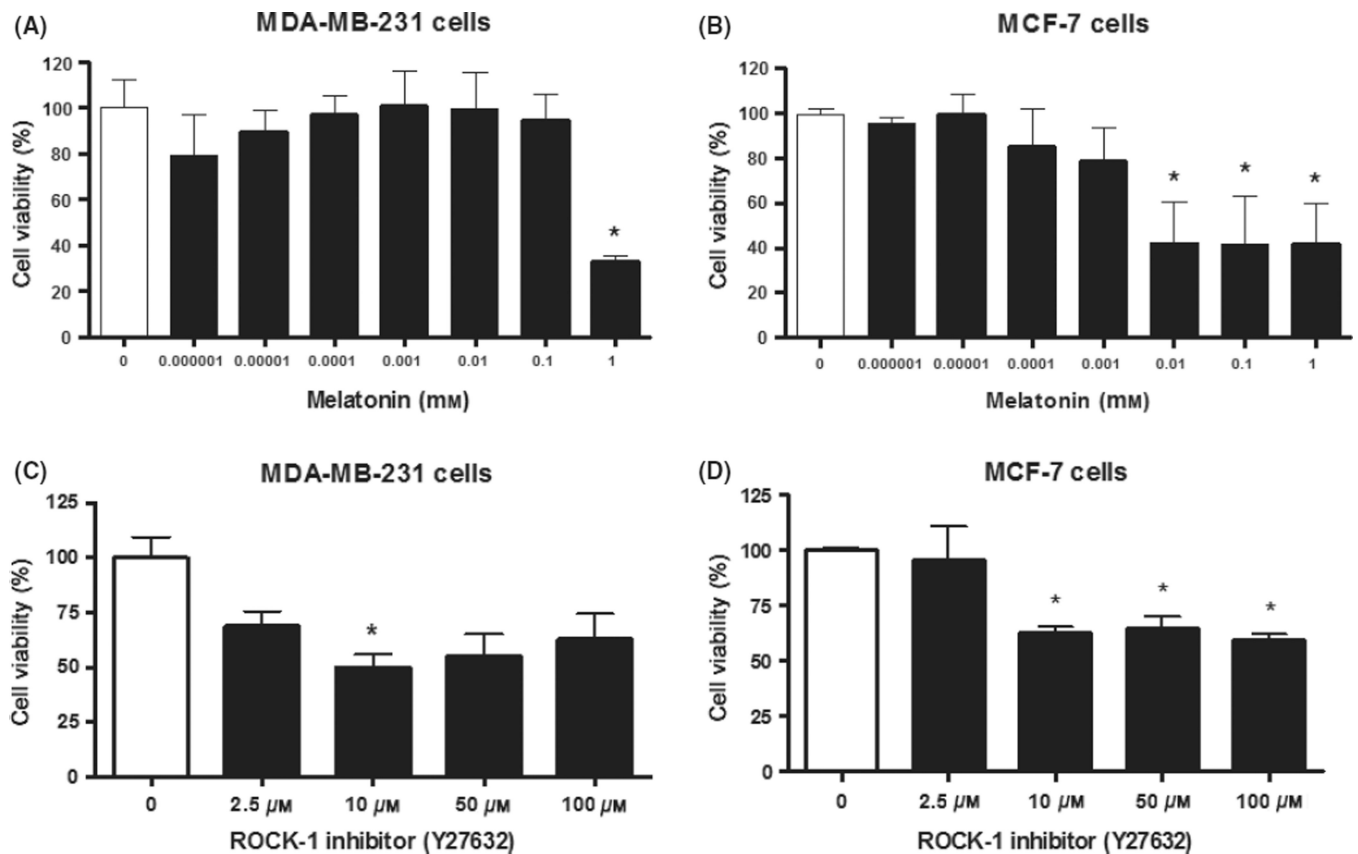 (A)
MDA-MB-231 cells
Cell viability (%)
120
100
80
60
40
20
0
*
0 0.000001 0.00001 0.0001 0.001 0.01 0.1 1
Melatonin (mM)
(B)
MCF-7 cells
Cell viability (%)
120
100
80
60
40
20
0
* * *
0 0.000001 0.00001 0.0001 0.001 0.01 0.1 1
Melatonin (mM)
(C)
MDA-MB-231 cells
Cell viability (%)
125
100
75
50
25
0
*
0 2.5 µM 10 µM 50 µM 100 µM
ROCK-1 inhibitor (Y27632)
(D)
MCF-7 cells
Cell viability (%)
125
100
75
50
25
0
* * *
0 2.5 µM 10 µM 50 µM 100 µM
ROCK-1 inhibitor (Y27632)